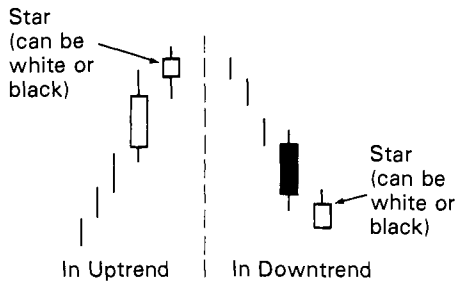 Star
(can be
white or
black)
Star
(can be
white or
black)
In Uptrend
In Downtrend